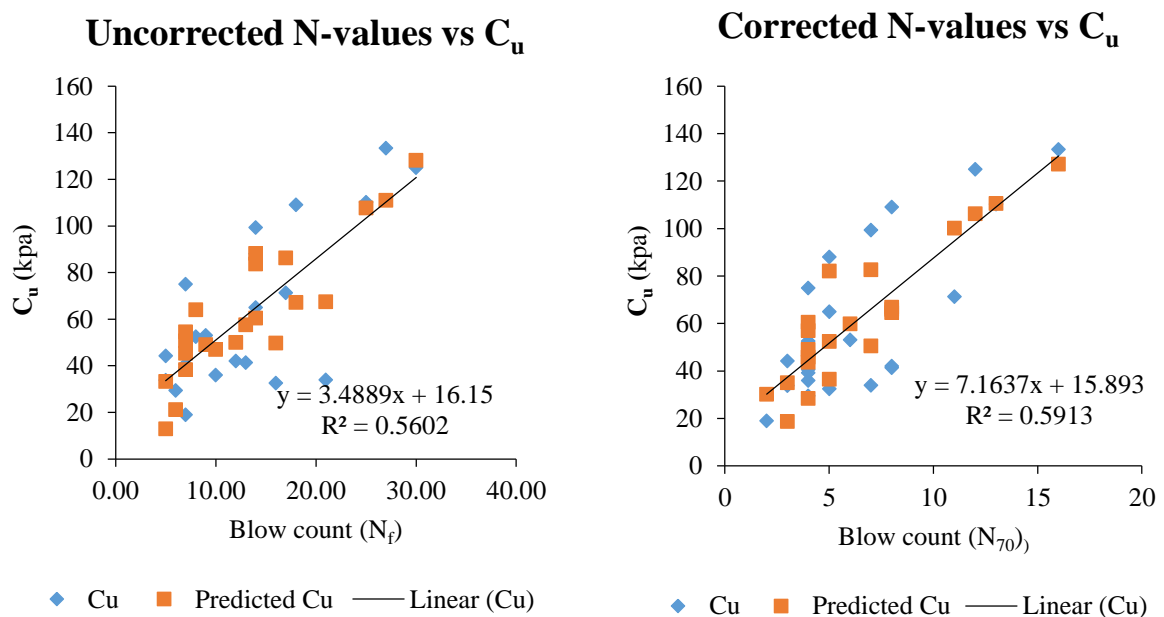 Uncorrected N-values vs Cu
160
140
120
100
80
60
40
20
0
Cu (kpa)
y = 3.4889x + 16.15
R² = 0.5602
0.00 10.00 20.00 30.00 40.00
Blow count (Nf)
Cu Predicted Cu Linear (Cu)
Corrected N-values vs Cu
160
140
120
100
80
60
40
20
0
Cu (kpa)
y = 7.1637x + 15.893
R² = 0.5913
0 5 10 15 20
Blow count (N70))
Cu Predicted Cu Linear (Cu)